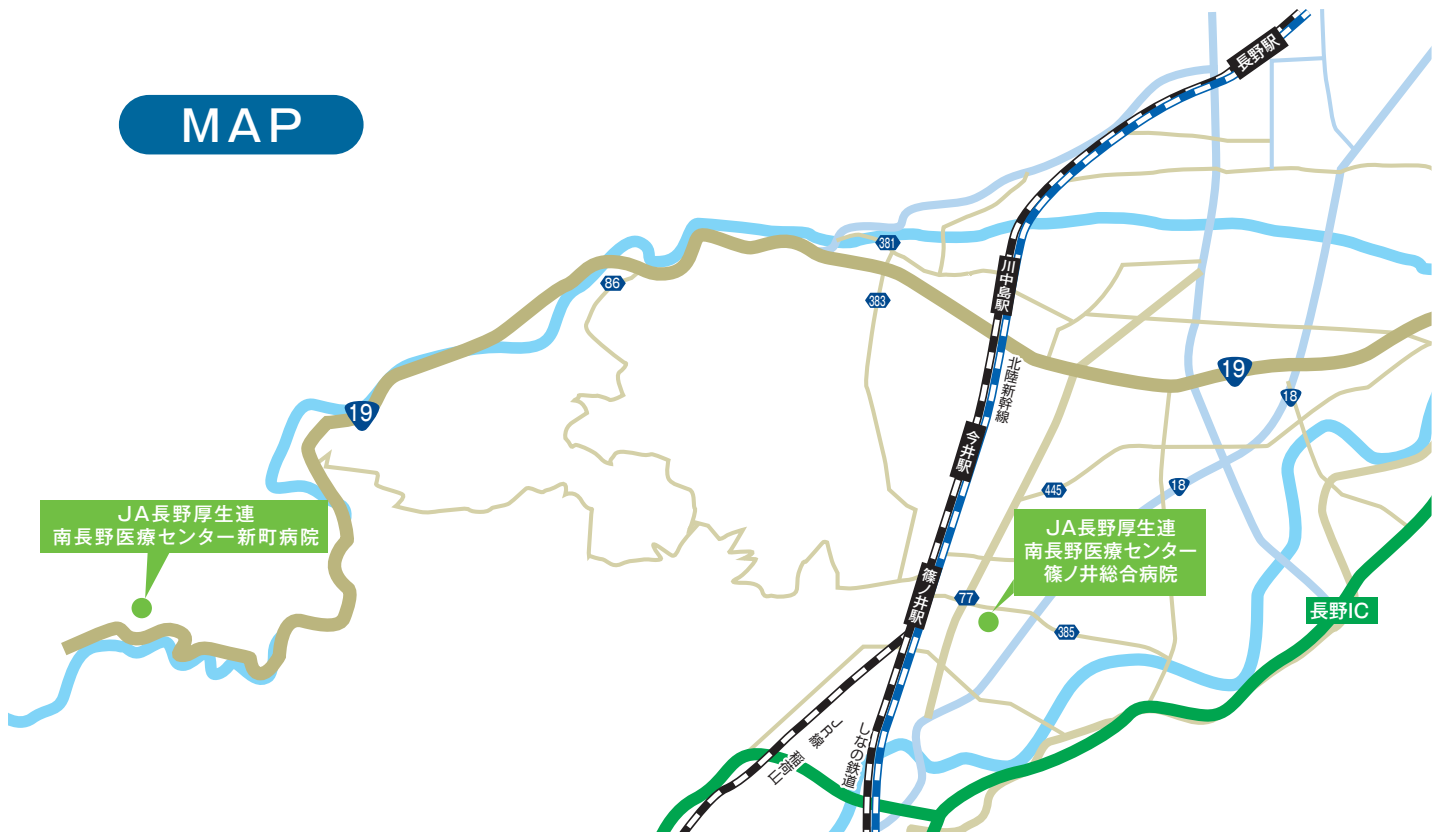 MAP
長野駅
381
86
川中島駅
383
19
北陸新幹線
18
19
今井駅
445
18
JA長野厚生連
南長野医療センター新町病院
JA長野厚生連
南長野医療センター
篠ノ井総合病院
篠ノ井駅
77
長野IC
385
JR線
稲荷山
しなの鉄道